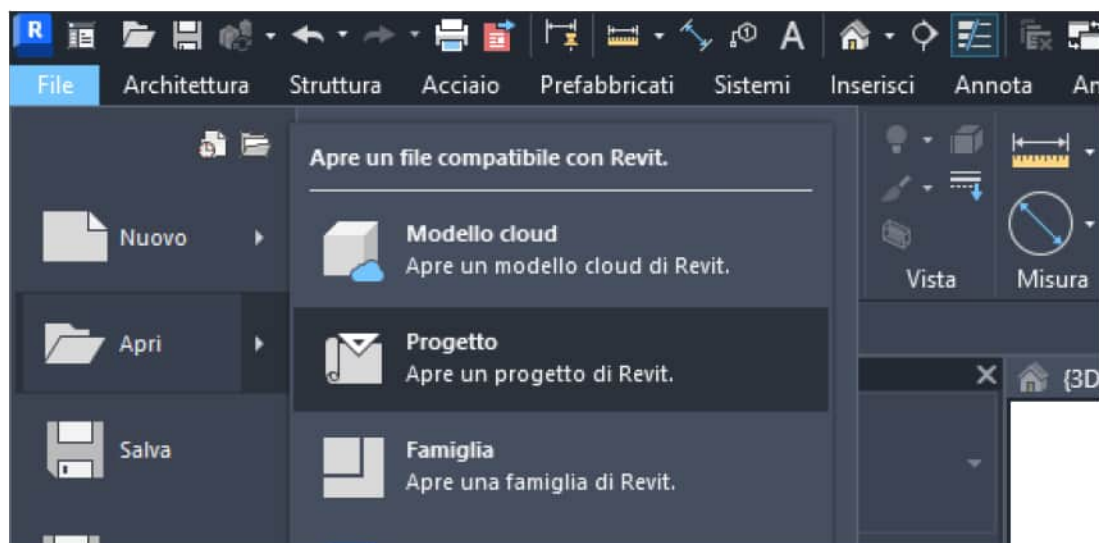 R
A
File Architettura Struttura Acciaio Prefabbricati Sistemi Inserisci Annota An
Apre un file compatibile con Revit.
Nuovo
Modello cloud
Apre un modello cloud di Revit.
Vista Misura
Apri
Progetto
Apre un progetto di Revit.
{3D
Salva
Famiglia
Apre una famiglia di Revit.